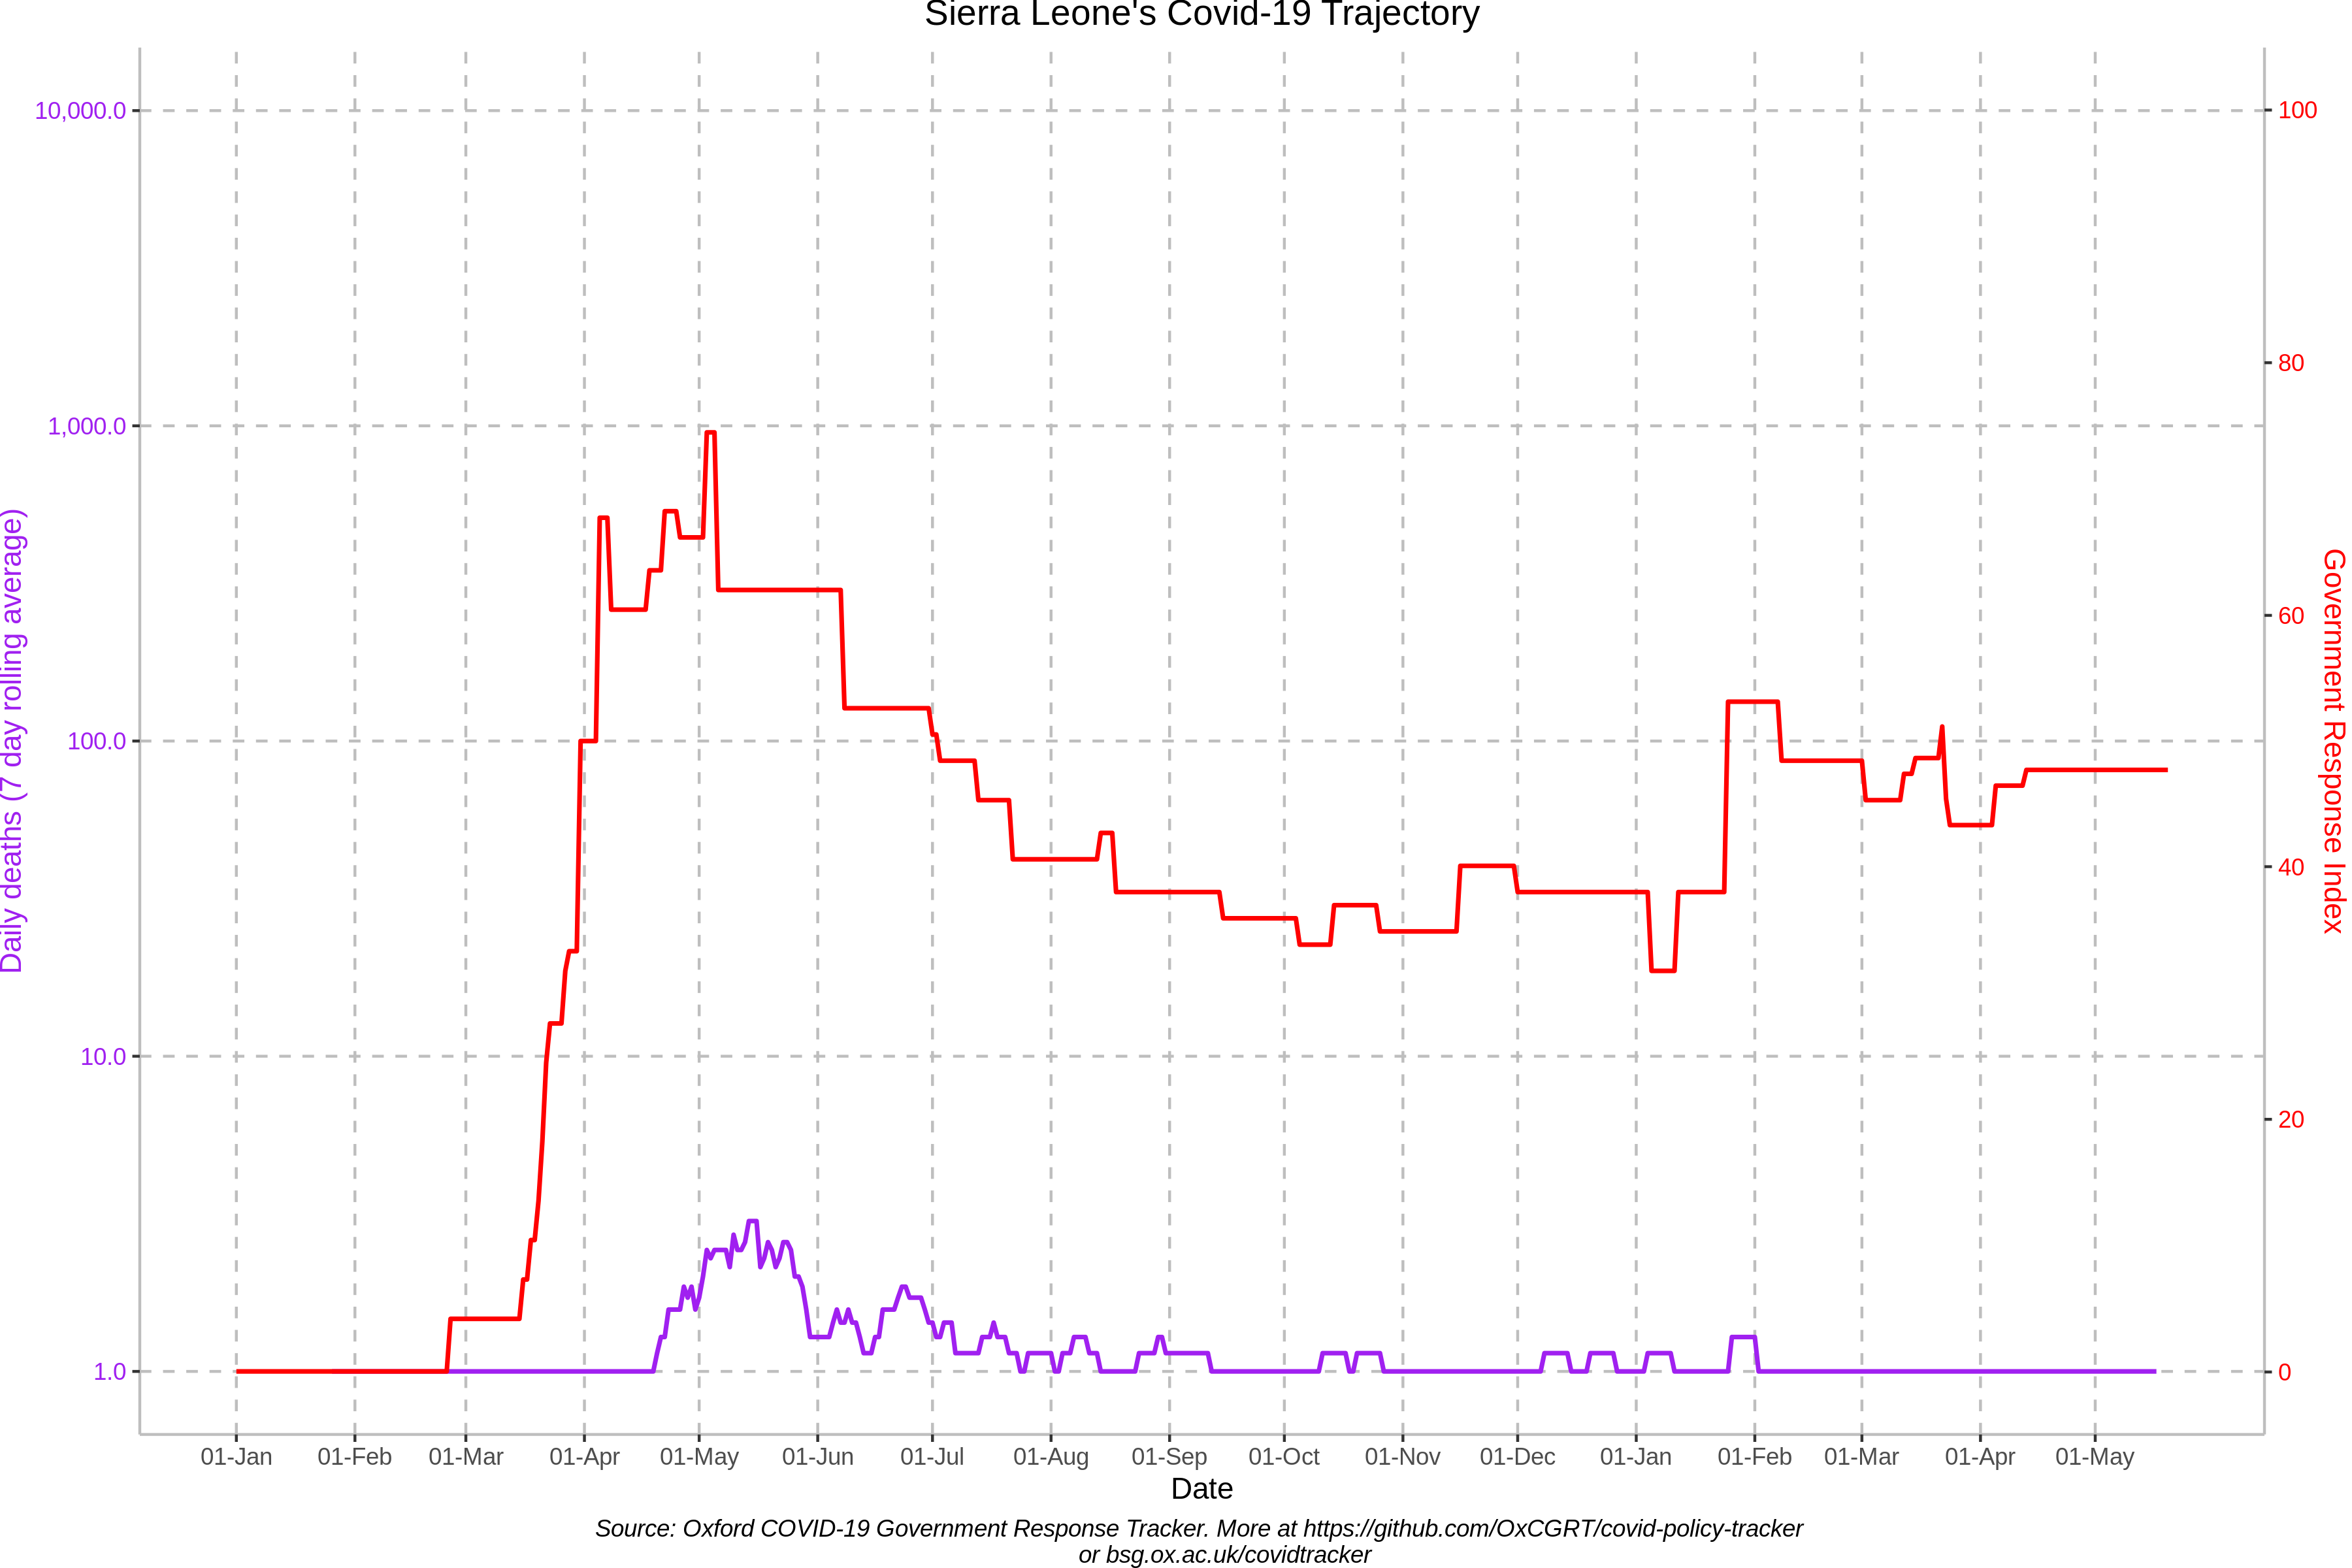 Sierra Leone's Covid-19 Trajectory
10,000.0
1,000.0
100.0
10.0
1.0
Daily deaths (7 day rolling average)
100
80
60
40
20
0
Government Response Index
01-Jan 01-Feb 01-Mar 01-Apr 01-May 01-Jun 01-Jul 01-Aug 01-Sep 01-Oct 01-Nov 01-Dec 01-Jan 01-Feb 01-Mar 01-Apr 01-May
Date
Source: Oxford COVID-19 Government Response Tracker. More at https://github.com/OxCGRT/covid-policy-tracker
or bsg.ox.ac.uk/covidtracker